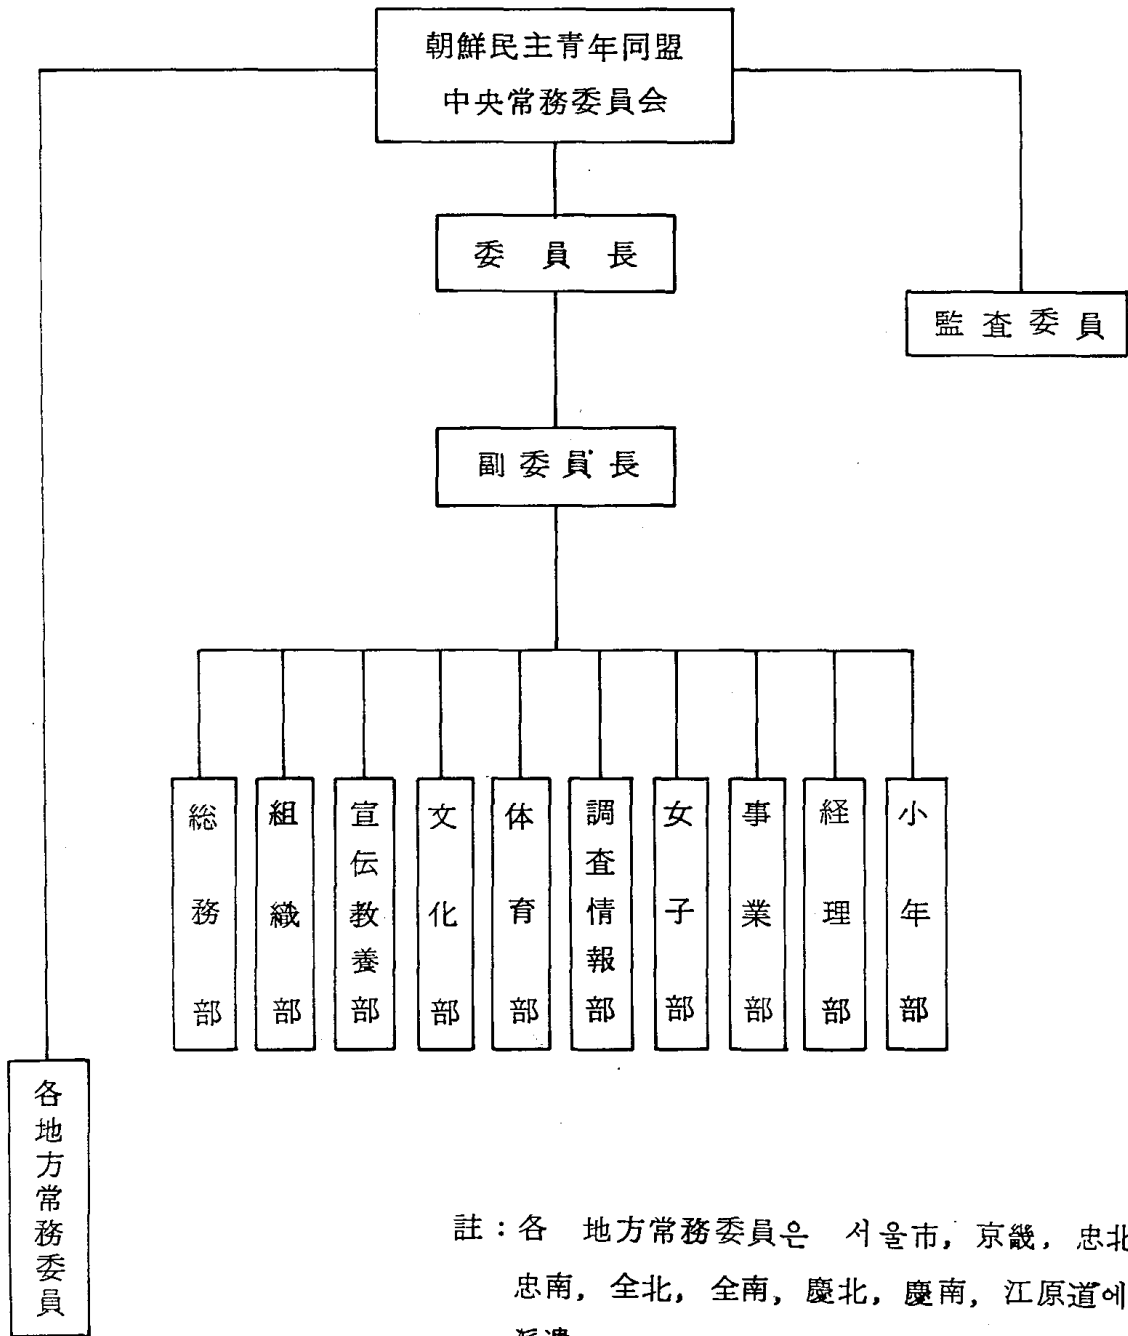 朝鮮民主青年同盟
中央常務委員会
委員長
監査委員
副委員長
総務部
組織部
宣伝教養部
文化部
体育部
調査情報部
女子部
事業部
経理部
小年部
各地方常務委員
註：各 地方常務委員은 서울市, 京畿, 忠北
忠南, 全北, 全南, 慶北, 慶南, 江原道에